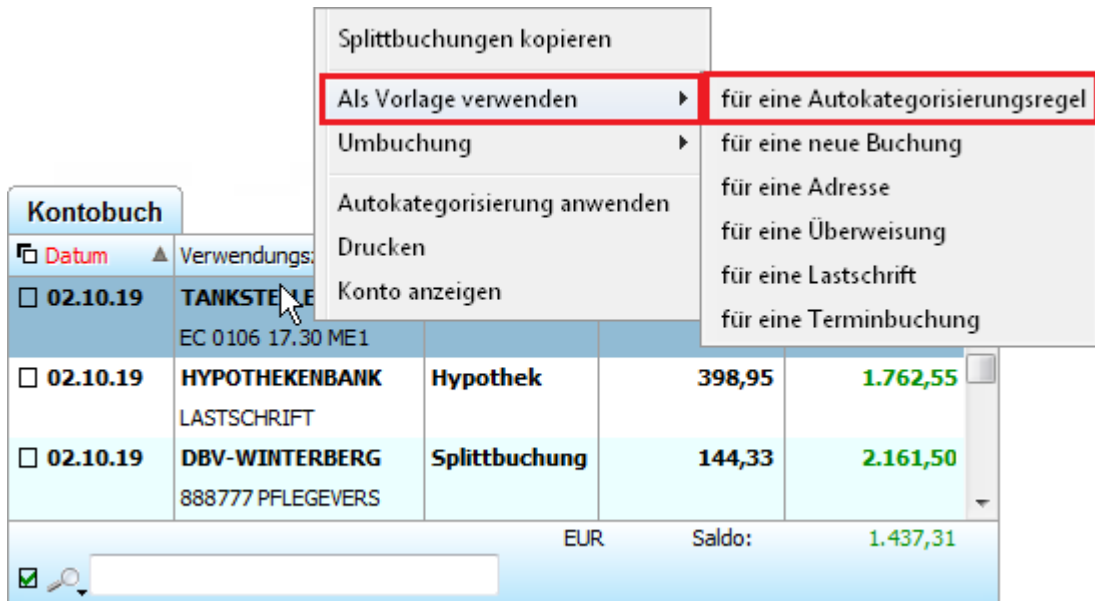 Splittbuchungen kopieren
Als Vorlage verwenden
Umbuchung
Autokategorisierung anwenden
Drucken
Konto anzeigen
für eine Autokategorisierungsregel
für eine neue Buchung
für eine Adresse
für eine Überweisung
für eine Lastschrift
für eine Terminbuchung
Kontobuch
Datum
02.10.19
EC 0106 17.30 ME1
02.10.19 HYPOTHEKENBANK Hypothek 398,95 1.762,55
LASTSCHRIFT
02.10.19 DBV-WINTERBERG Splittbuchung 144,33 2.161,50
888777 PFLEGEVERS
EUR Saldo: 1.437,31